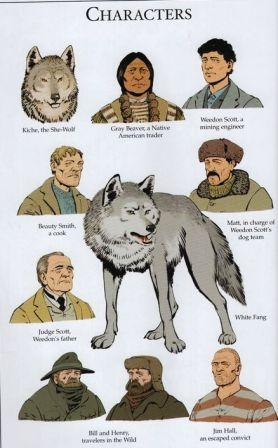 CHARACTERS
Kiche, the She-Wolf
Gray Beaver, a Native
American trader
Weedon Scott, a
mining engineer
Beauty Smith,
a cook
Matt, in charge of
Weedon Scott's
dog team
Judge Scott,
Weedon's father
White Fang
Bill and Henry,
travelers in the Wild
Jim Hall,
an escaped convict